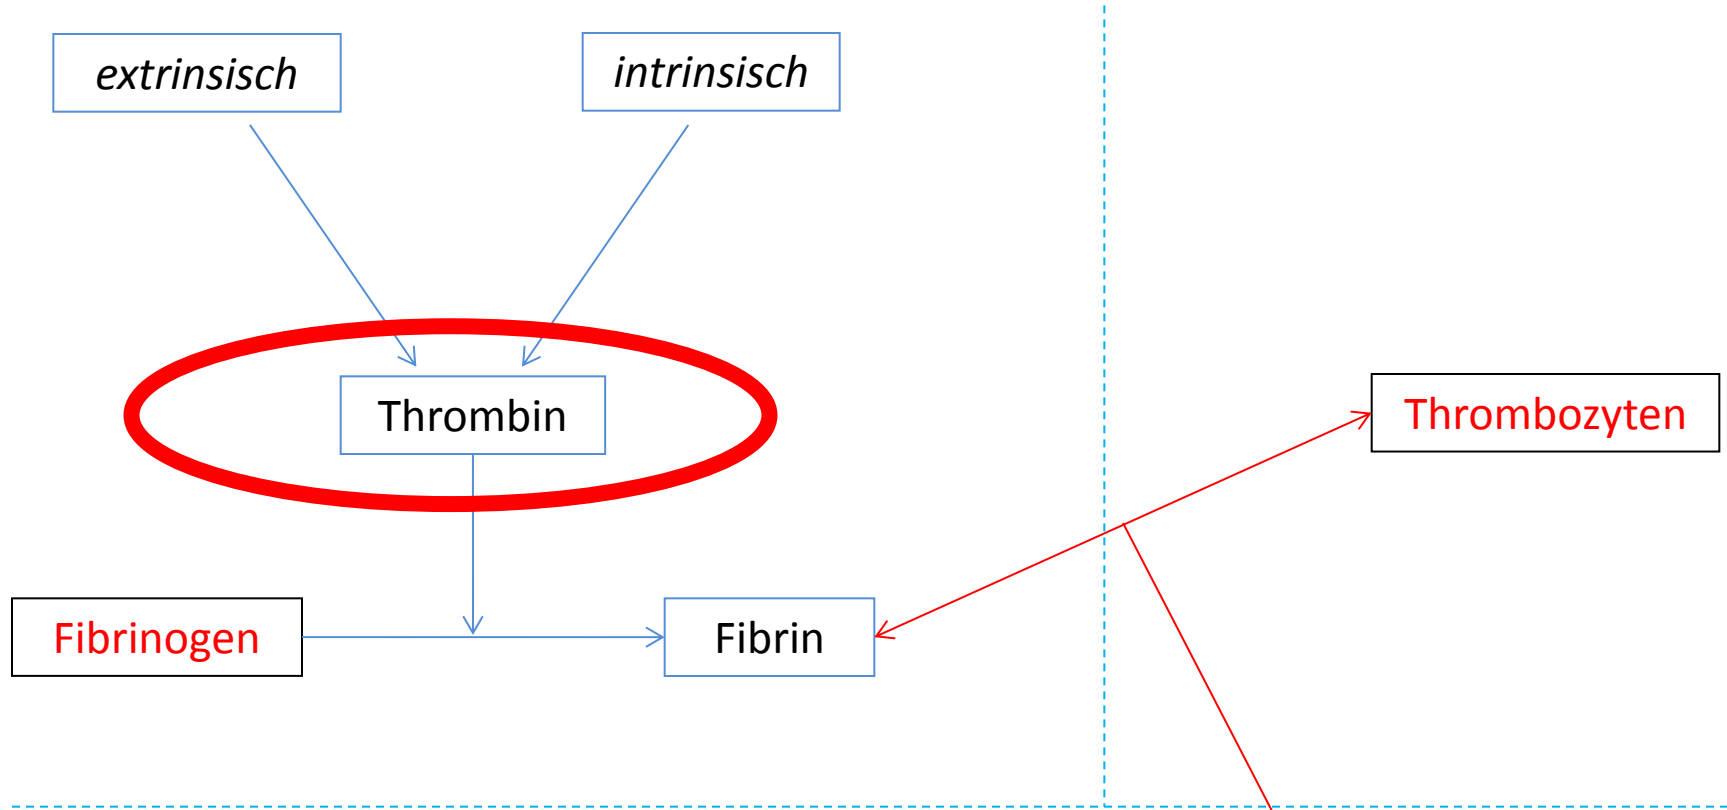 extrinsisch
intrinsisch
Thrombin
Thrombozyten
Fibrinogen
Fibrin